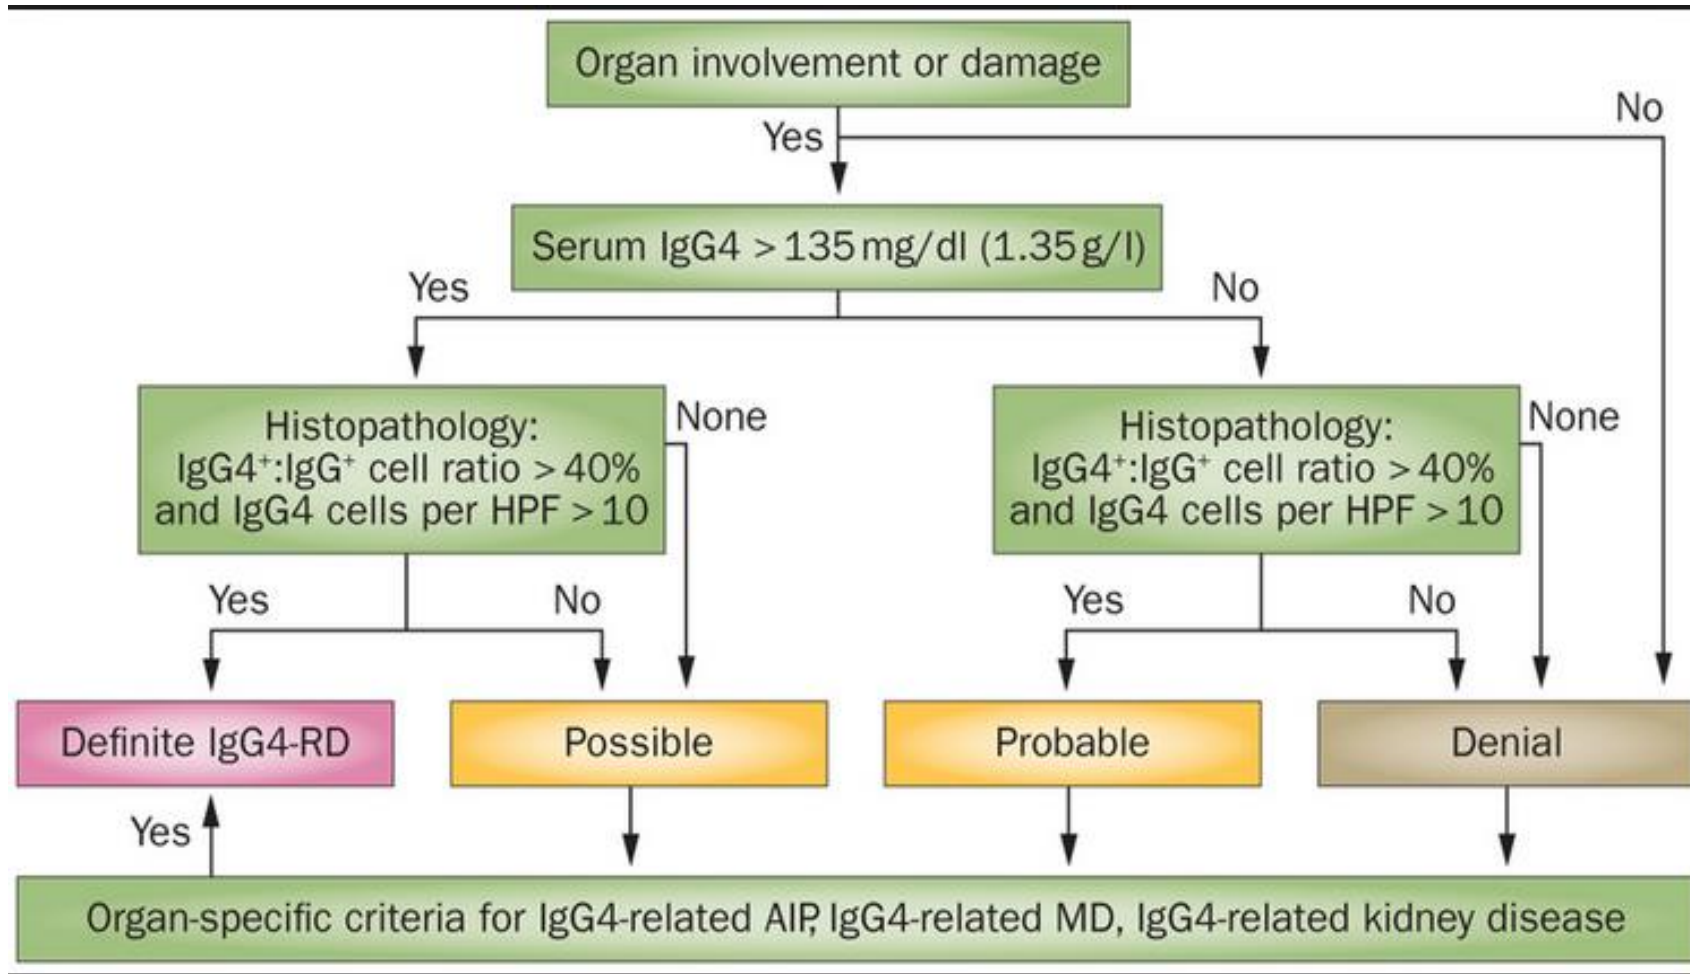 Organ involvement or damage
No
Yes
Serum IgG4 > 135 mg/dl (1.35 g/l)
Yes
No
Histopathology:
IgG4⁺:IgG⁺ cell ratio > 40%
and IgG4 cells per HPF > 10
None
Histopathology:
IgG4⁺:IgG⁺ cell ratio > 40%
and IgG4 cells per HPF > 10
None
Yes
No
Yes
No
Definite IgG4-RD
Possible
Probable
Denial
Yes
Organ-specific criteria for IgG4-related AIP, IgG4-related MD, IgG4-related kidney disease